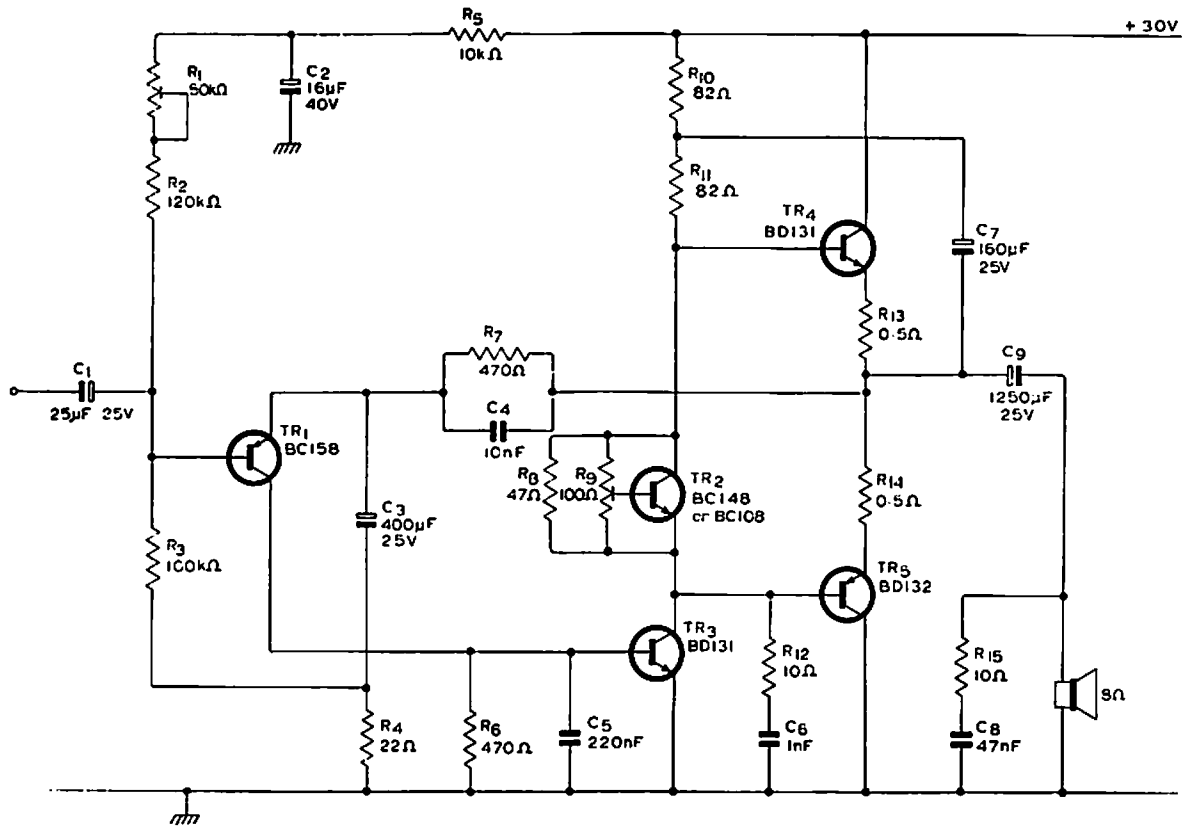 R5
10kΩ
+30V
R1
50kΩ
C2
16µF
40V
R10
82Ω
R2
120kΩ
R11
82Ω
TR4
BD131
C7
160µF
25V
R13
0.5Ω
R7
470Ω
C1
25µF 25V
C4
10nF
C9
1250µF
25V
TR1
BC158
R8
47Ω
R9
100Ω
TR2
BC148
or BC108
R14
0.5Ω
C3
400µF
25V
R3
100kΩ
TR5
BD132
TR3
BD131
R12
10Ω
R15
10Ω
8Ω
R4
22Ω
R6
470Ω
C5
220nF
C6
1nF
C8
47nF